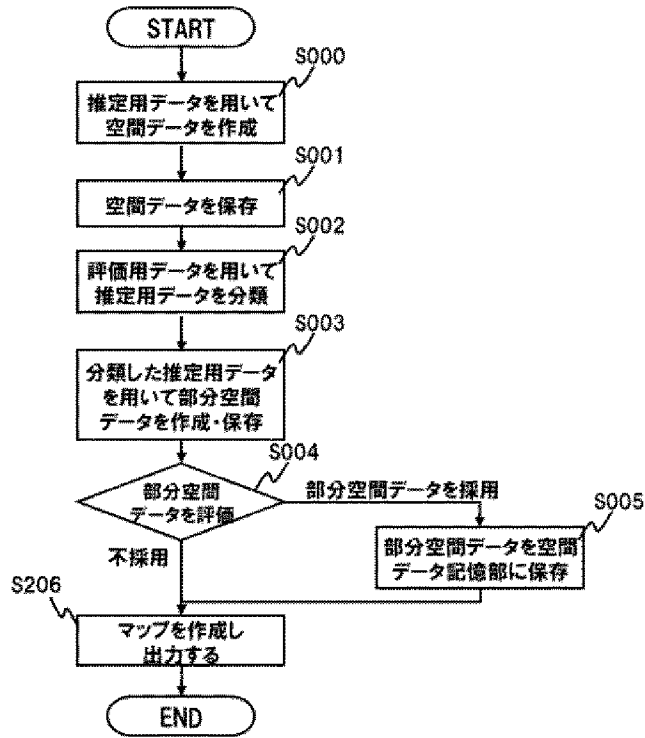 START
S000
推定用データを用いて
空間データを作成
S001
空間データを保存
S002
評価用データを用いて
推定用データを分類
S003
分類した推定用データ
を用いて部分空間
データを作成・保存
S004
部分空間
データを評価
部分空間データを採用
S005
部分空間データを空間
データ記憶部に保存
不採用
S206
マップを作成し
出力する
END